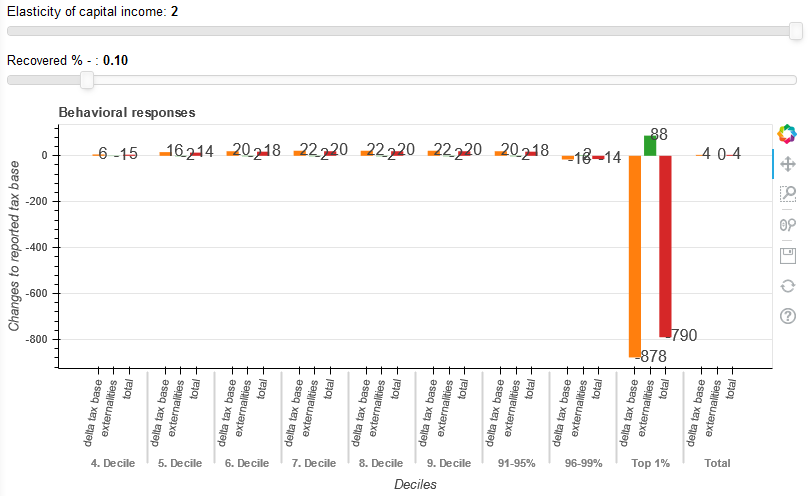 Elasticity of capital income: 2
Recovered % - : 0.10
Behavioral responses
Changes to reported tax base
0
-200
-400
-600
-800
6 -1 5
16 -2 14
20 -2 18
22 -2 20
22 -2 20
22 -2 20
20 -2 18
-16 2 -14
-878 88 -790
4 0 4
delta tax base externalities total
delta tax base externalities total
delta tax base externalities total
delta tax base externalities total
delta tax base externalities total
delta tax base externalities total
delta tax base externalities total
delta tax base externalities total
delta tax base externalities total
delta tax base externalities total
4. Decile 5. Decile 6. Decile 7. Decile 8. Decile 9. Decile 91-95% 96-99% Top 1% Total
Deciles